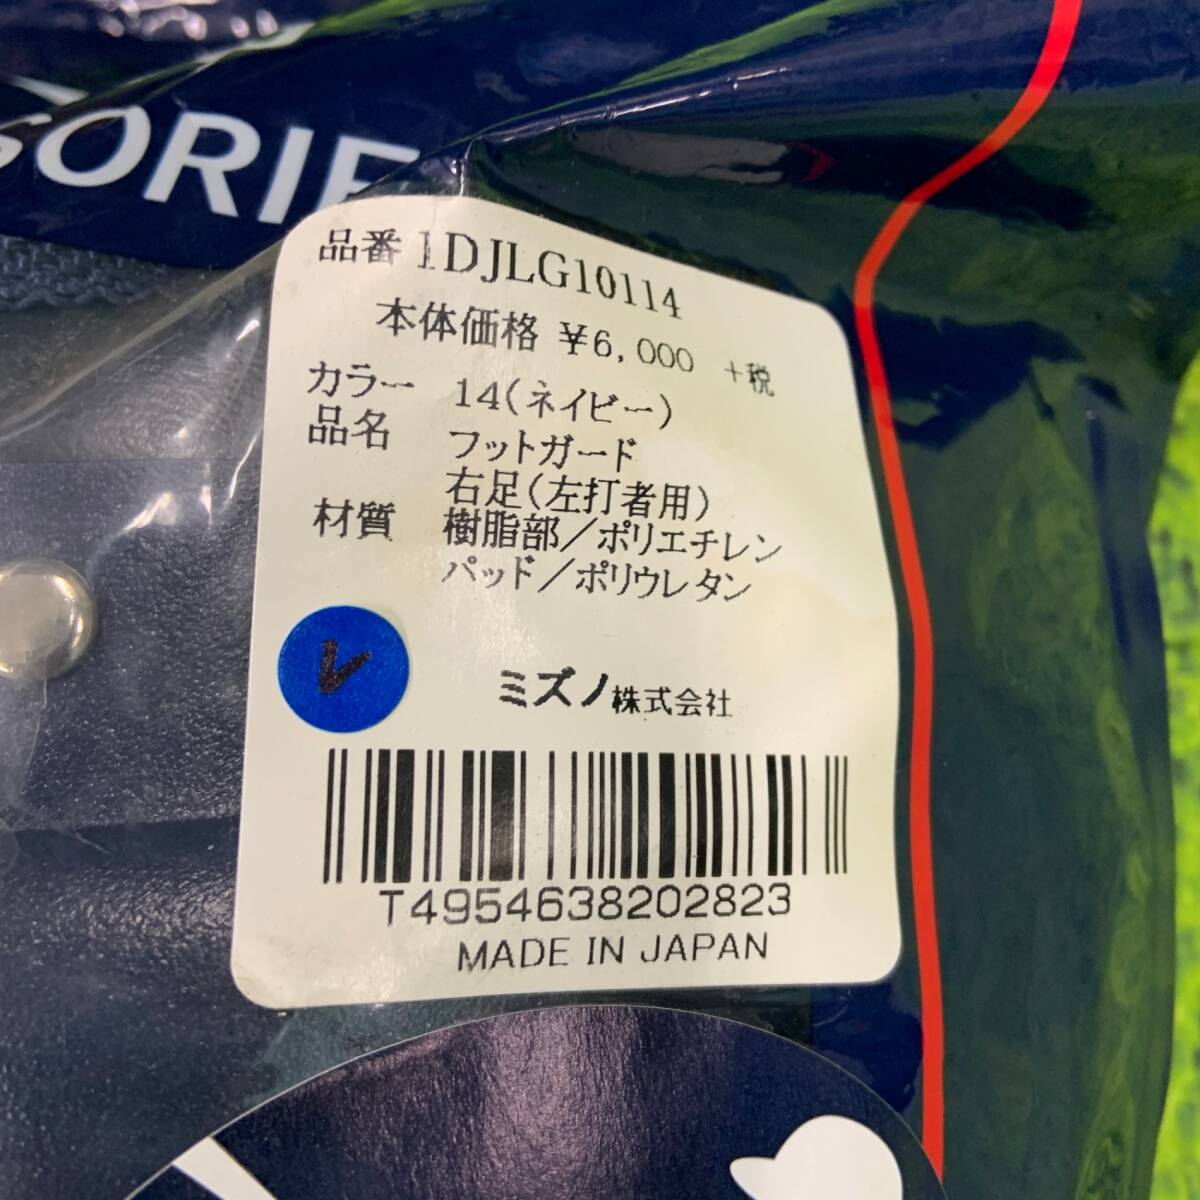 SORIE
品番 1DJLG10114
本体価格 ¥6,000 +税
カラー 14(ネイビー)
品名 フットガード
右足(左打者用)
材質 樹脂部/ポリエチレン
パッド/ポリウレタン
レ
ミズノ株式会社
T4954638202823
MADE IN JAPAN